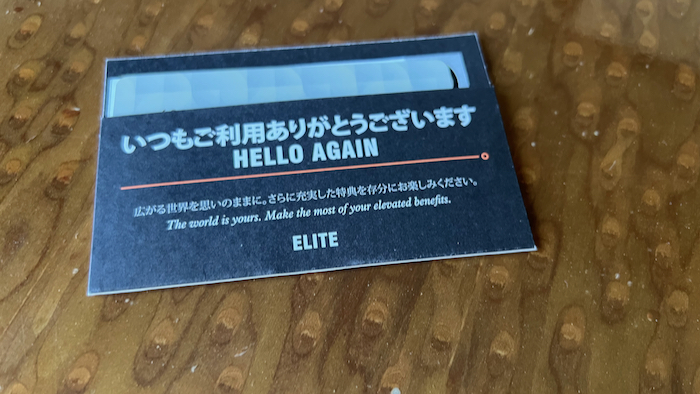 いつもご利用ありがとうございます
HELLO AGAIN
広がる世界を思いのままに。さらに充実した特典を存分にお楽しみください。
The world is yours. Make the most of your elevated benefits.
ELITE